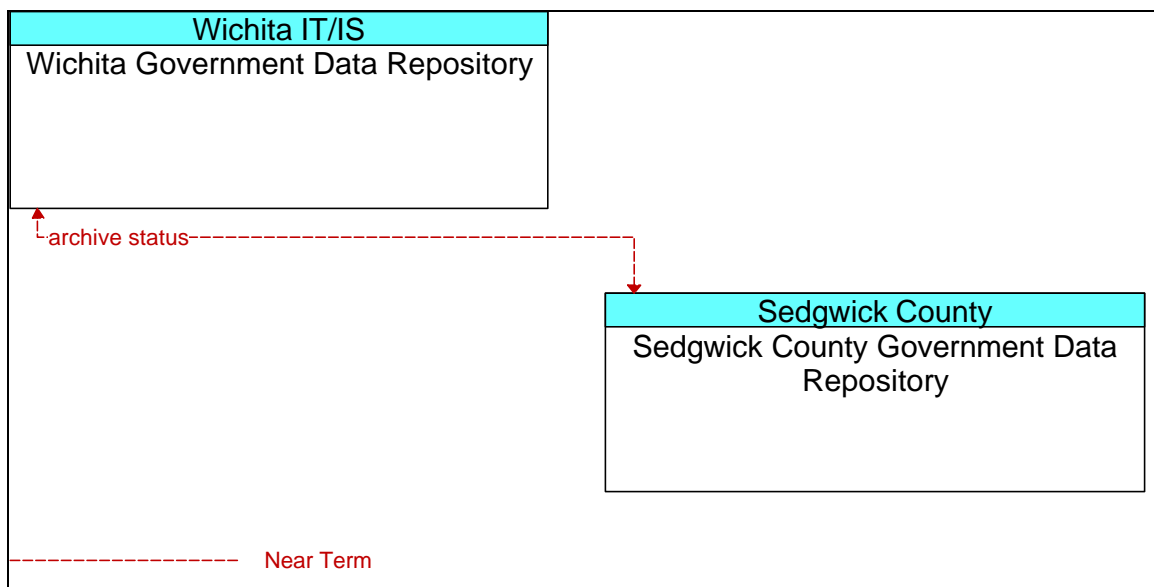 Wichita IT/IS
Wichita Government Data Repository
archive status
Sedgwick County
Sedgwick County Government Data
Repository
Near Term